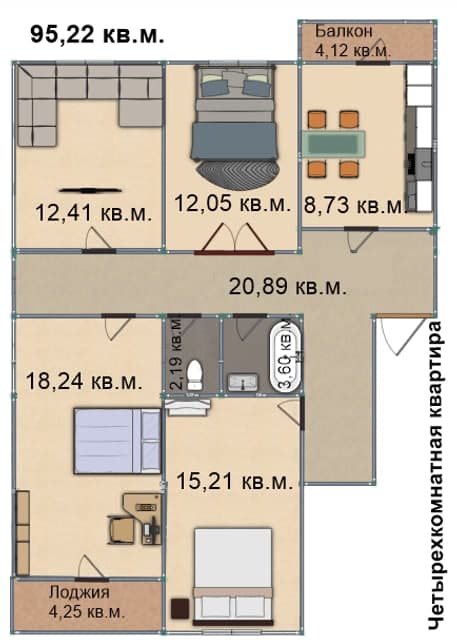 95,22 кв.м.
Балкон
4,12 кв.м.
12,41 кв.м.
12,05 кв.м.
8,73 кв.м.
20,89 кв.м.
18,24 кв.м.
2,19 кв.м.
3,60 кв.м.
15,21 кв.м.
Лоджия
4,25 кв.м.
Четырехкомнатная квартира